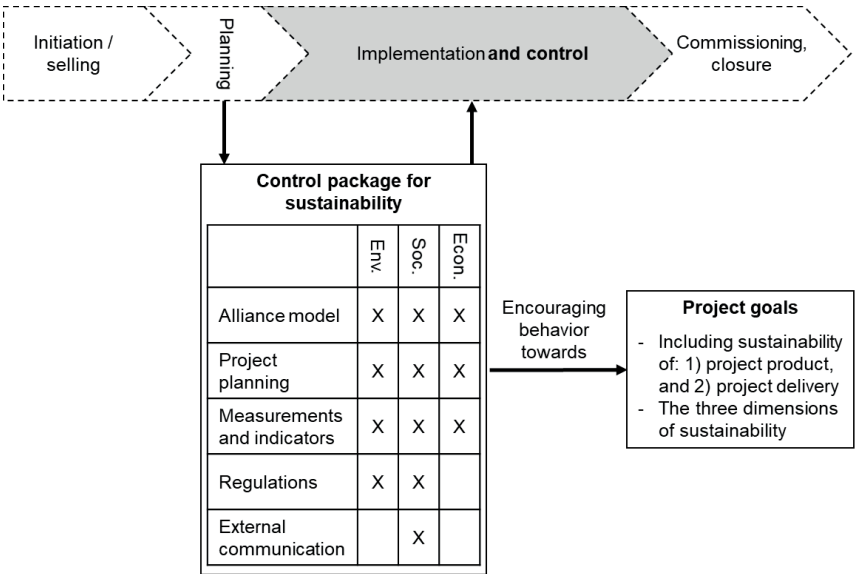 Initiation /
selling
Planning
Implementation and control
Commissioning,
closure
Control package for
sustainability
Env.
Soc.
Econ.
Alliance model X X X
Project
planning X X X
Measurements
and indicators X X X
Regulations X X
External
communication X
Encouraging
behavior
towards
Project goals
- Including sustainability
of: 1) project product,
and 2) project delivery
- The three dimensions
of sustainability